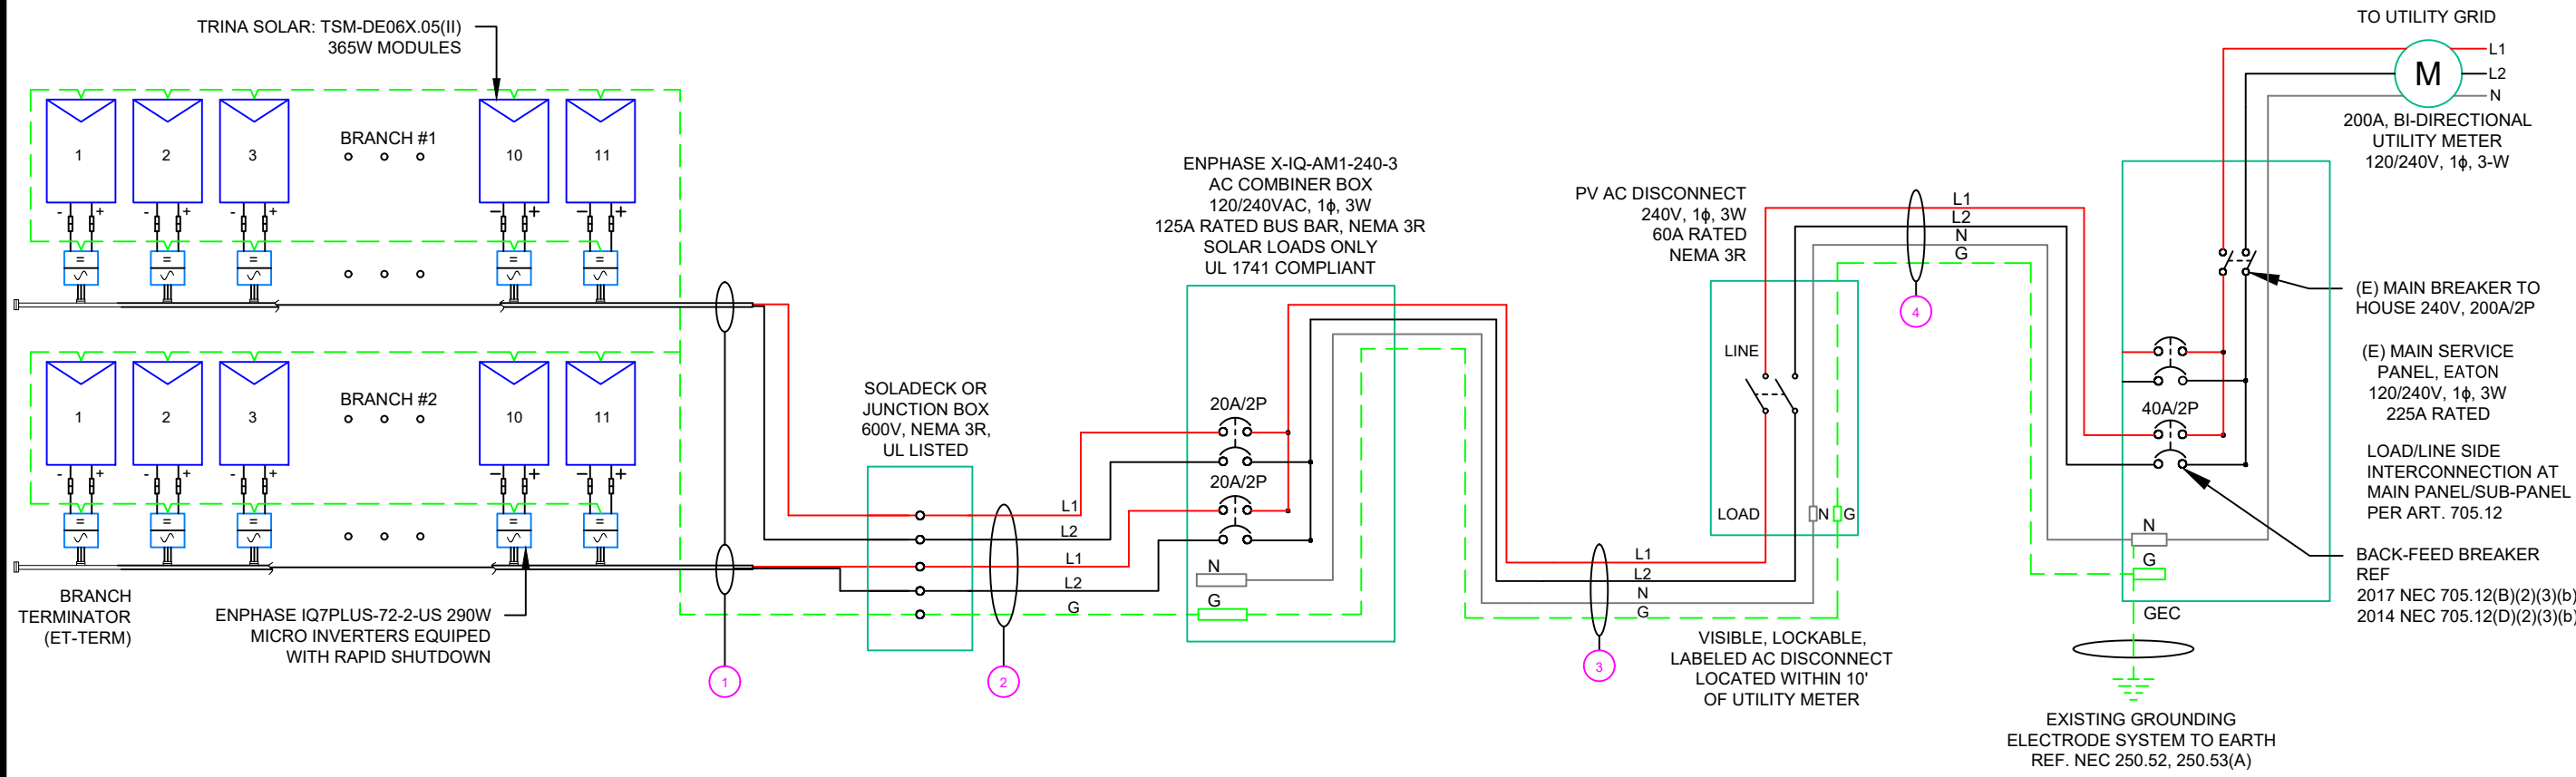 TRINA SOLAR: TSM-DE06X.05(II)
365W MODULES
1
2
3
BRANCH #1
10
11
- +
- +
- +
- +
- +
=
=
=
=
=
1
2
3
BRANCH #2
10
11
- +
- +
- +
- +
- +
=
=
=
=
=
BRANCH
TERMINATOR
(ET-TERM)
ENPHASE IQ7PLUS-72-2-US 290W
MICRO INVERTERS EQUIPED
WITH RAPID SHUTDOWN
1
SOLADECK OR
JUNCTION BOX
600V, NEMA 3R,
UL LISTED
L1
L2
L1
L2
G
2
ENPHASE X-IQ-AM1-240-3
AC COMBINER BOX
120/240VAC, 1ϕ, 3W
125A RATED BUS BAR, NEMA 3R
SOLAR LOADS ONLY
UL 1741 COMPLIANT
20A/2P
20A/2P
N
G
L1
L2
N
G
3
PV AC DISCONNECT
240V, 1ϕ, 3W
60A RATED
NEMA 3R
LINE
LOAD
N G
VISIBLE, LOCKABLE,
LABELED AC DISCONNECT
LOCATED WITHIN 10'
OF UTILITY METER
L1
L2
N
G
4
TO UTILITY GRID
M
L1
L2
N
200A, BI-DIRECTIONAL
UTILITY METER
120/240V, 1ϕ, 3-W
(E) MAIN BREAKER TO
HOUSE 240V, 200A/2P
(E) MAIN SERVICE
PANEL, EATON
120/240V, 1ϕ, 3W
225A RATED
40A/2P
LOAD/LINE SIDE
INTERCONNECTION AT
MAIN PANEL/SUB-PANEL
PER ART. 705.12
N
G
BACK-FEED BREAKER
REF
2017 NEC 705.12(B)(2)(3)(b)
2014 NEC 705.12(D)(2)(3)(b)
GEC
EXISTING GROUNDING
ELECTRODE SYSTEM TO EARTH
REF. NEC 250.52, 250.53(A)